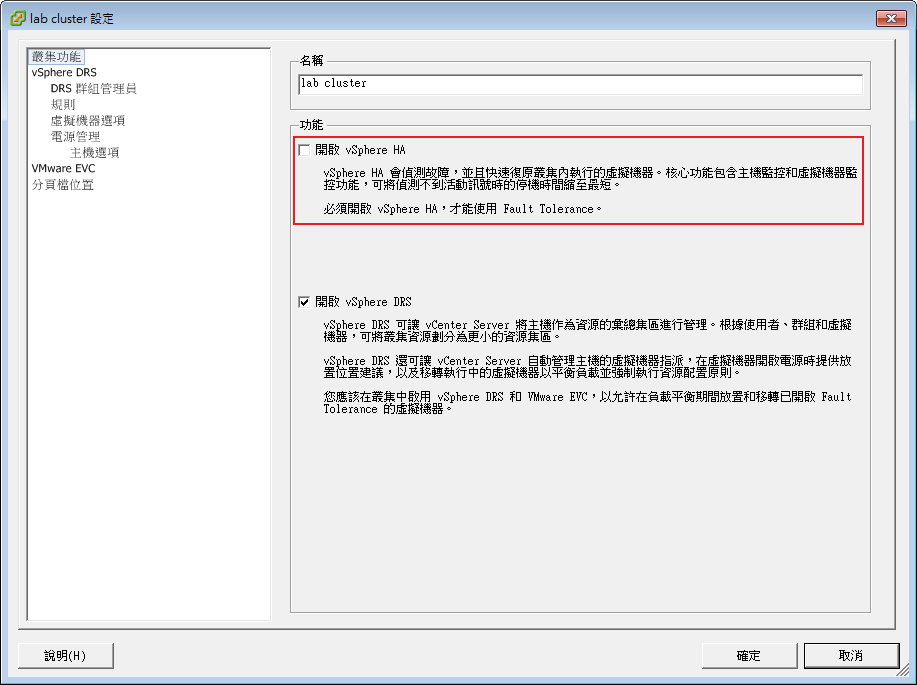 lab cluster 設定
叢集功能
vSphere DRS
DRS 群組管理員
規則
虛擬機器選項
電源管理
主機選項
VMware EVC
分頁檔位置
名稱
lab cluster
功能
開啟 vSphere HA
vSphere HA 會偵測故障，並且快速復原叢集內執行的虛擬機器。核心功能包含主機監控和虛擬機器監
控功能，可將偵測不到活動訊號時的停機時間縮至最短。
必須開啟 vSphere HA，才能使用 Fault Tolerance。
開啟 vSphere DRS
vSphere DRS 可讓 vCenter Server 將主機作為資源的彙總集區進行管理。根據使用者、群組和虛擬
機器，可將叢集資源劃分為更小的資源集區。
vSphere DRS 還可讓 vCenter Server 自動管理主機的虛擬機器指派，在虛擬機器開啟電源時提供放
置位置建議，以及移轉執行中的虛擬機器以平衡負載並強制執行資源配置原則。
您應該在叢集中啟用 vSphere DRS 和 VMware EVC，以允許在負載平衡期間放置和移轉已開啟 Fault
Tolerance 的虛擬機器。
說明(H)
確定
取消